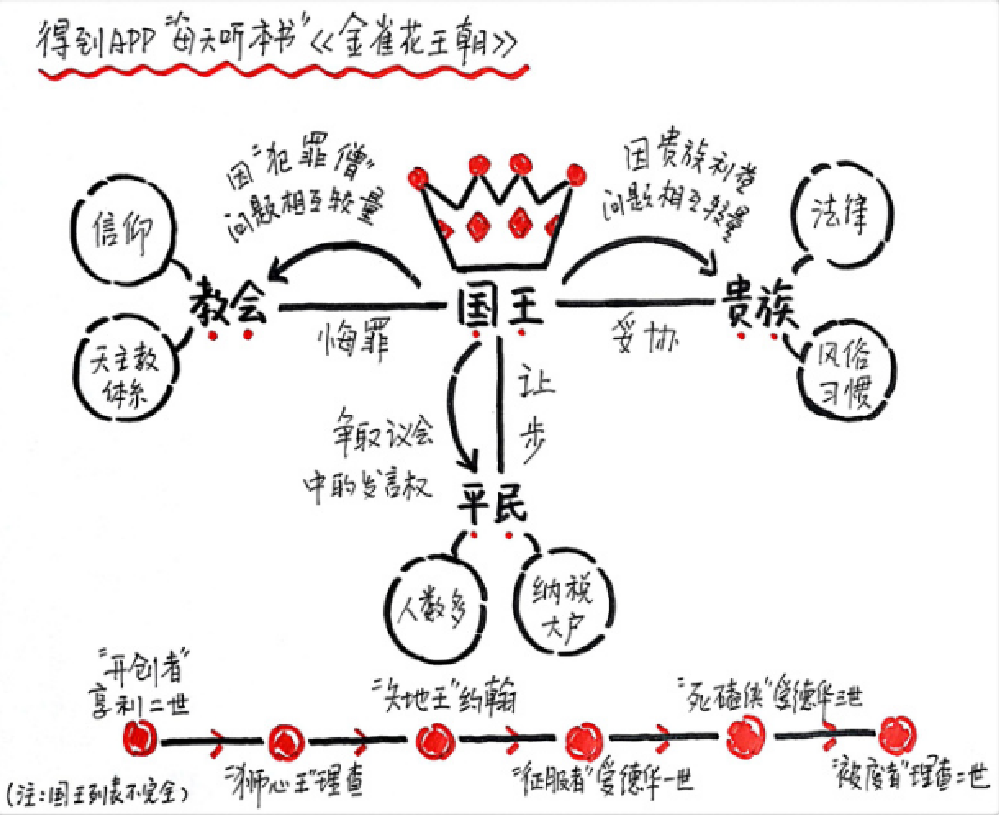 得到APP“每天听本书”《金雀花王朝》
因“犯罪僧”
问题相互较量
因贵族利益
问题相互较量
信仰
法律
教会
国王
贵族
悔罪
妥协
天主教
体系
风俗
习惯
让
步
争取议会
中的发言权
平民
人数多
纳税
大户
“开创者”
亨利二世
“失地王”约翰
“死磕侠”爱德华三世
“狮心王”理查
“征服者”爱德华一世
“被废者”理查二世
(注:国王列表不完全)